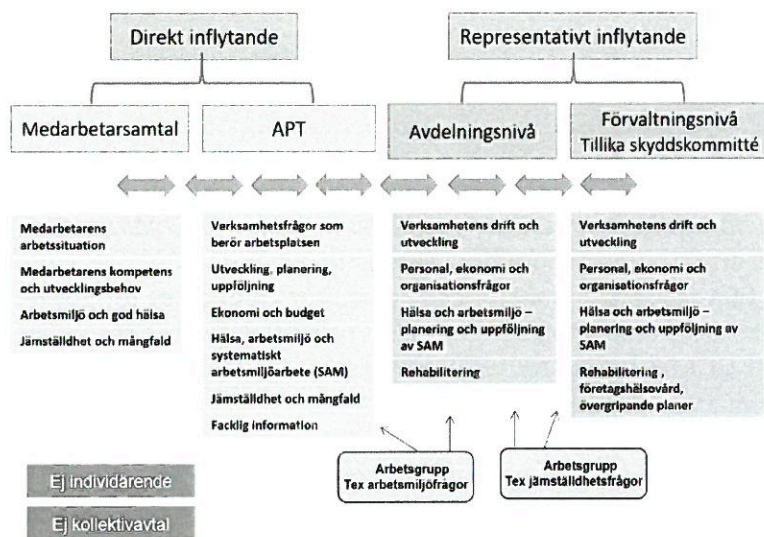 Direkt inflytande
Representativt inflytande
Medarbetarsamtal
APT
Avdelningsnivå
Förvaltningsnivå
Tillika skyddskommitté
Medarbetarens
arbetssituation
Medarbetarens kompetens
och utvecklingsbehov
Arbetsmiljö och god hälsa
Jämställdhet och mångfald
Verksamhetsfrågor som
berör arbetsplatsen
Utveckling, planering,
uppföljning
Ekonomi och budget
Hälsa, arbetsmiljö och
systematiskt
arbetsmiljöarbete (SAM)
Jämställdhet och mångfald
Facklig information
Verksamhetens drift och
utveckling
Personal, ekonomi och
organisationsfrågor
Hälsa och arbetsmiljö –
planering och uppföljning
av SAM
Rehabilitering
Verksamhetens drift och
utveckling
Personal, ekonomi och
organisationsfrågor
Hälsa och arbetsmiljö –
planering och uppföljning av
SAM
Rehabilitering ,
företagshälsovård,
övergripande planer
Arbetsgrupp
Tex arbetsmiljöfrågor
Arbetsgrupp
Tex jämställdhetsfrågor
Ej individärende
Ej kollektivavtal